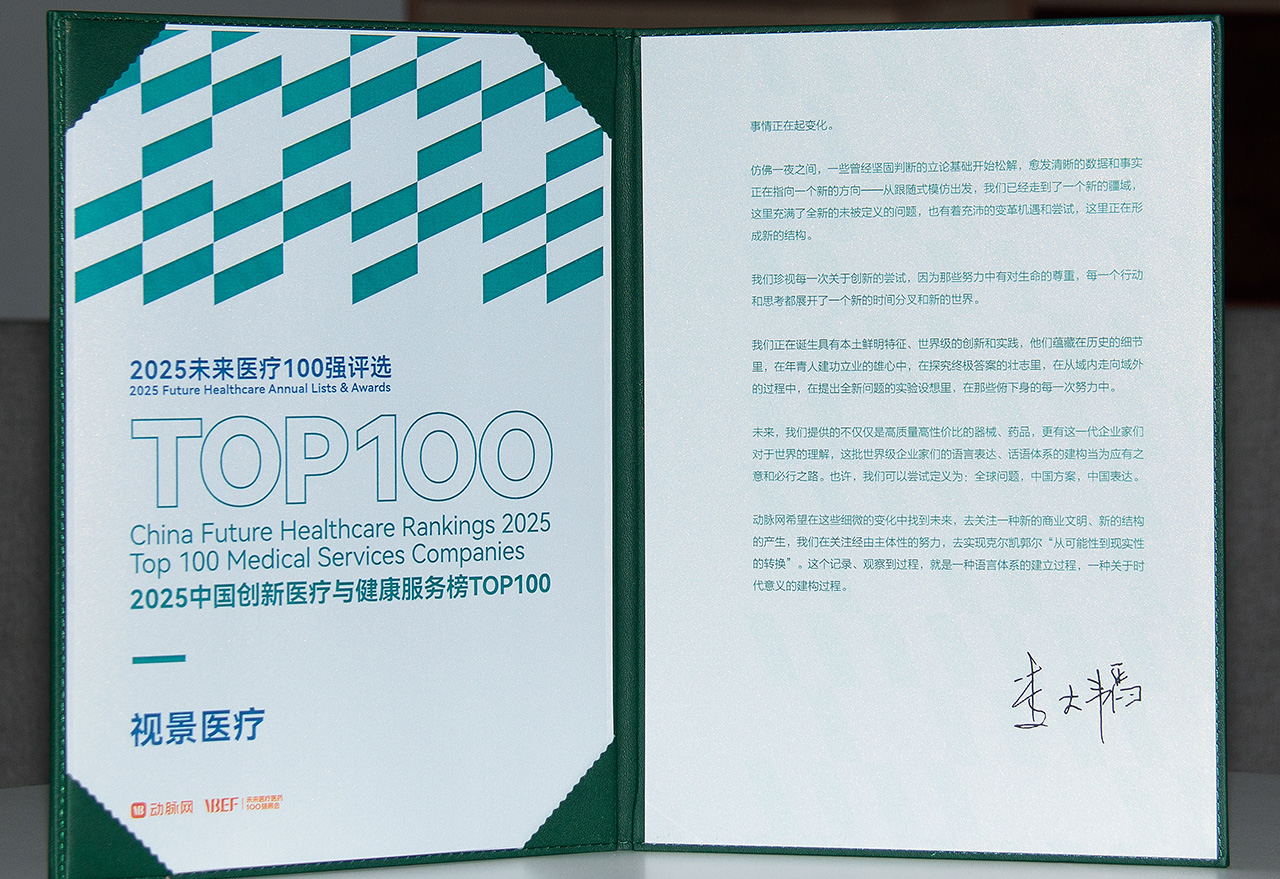 2025未来医疗100强评选
2025 Future Healthcare Annual Lists & Awards
TOP100
China Future Healthcare Rankings 2025
Top 100 Medical Services Companies
2025中国创新医疗与健康服务榜TOP100
视景医疗
VB 动脉网 VBEF 未来医疗医药
100强展会
事情正在起变化。
仿佛一夜之间，一些曾经坚固判断的立论基础开始松解，愈发清晰的数据和事实
正在指向一个新的方向——从跟随式模仿出发，我们已经走到了一个新的疆域，
这里充满了全新的未被定义的问题，也有着充沛的变革机遇和尝试，这里正在形
成新的结构。
我们珍视每一次关于创新的尝试，因为那些努力中有对生命的尊重，每一个行动
和思考都展开了一个新的时间分叉和新的世界。
我们正在诞生具有本土鲜明特征、世界级的创新和实践，他们蕴藏在历史的细节
里，在年青人建功立业的雄心中，在探究终极答案的壮志里，在从域内走向域外
的过程中，在提出全新问题的实验设想里，在那些俯下身的每一次努力中。
未来，我们提供的不仅仅是高质量高性价比的器械、药品，更有这一代企业家们
对于世界的理解，这批世界级企业家们的语言表达、话语体系的建构当为应有之
意和必行之路。也许，我们可以尝试定义为：全球问题，中国方案，中国表达。
动脉网希望在这些细微的变化中找到未来，去关注一种新的商业文明、新的结构
的产生，我们在关注经由主体性的努力，去实现克尔凯郭尔“从可能性到现实性
的转换”。这个记录、观察到过程，就是一种语言体系的建立过程，一种关于时
代意义的建构过程。